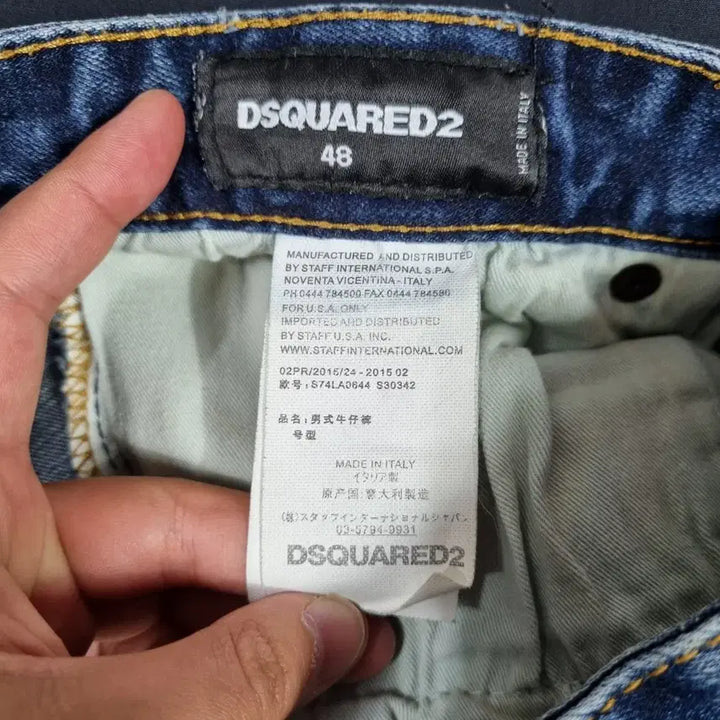 DSQUARED2
48
MADE IN ITALY
MANUFACTURED AND DISTRIBUTED
BY STAFF INTERNATIONAL S.P.A.
NOVENTA VICENTINA - ITALY
PH 0444 784500 FAX 0444 784590
FOR U.S.A. ONLY
IMPORTED AND DISTRIBUTED
BY STAFF U.S.A. INC.
WWW.STAFFINTERNATIONAL.COM
02PR/2016/24 - 2015 02
款号: S74LA0644 S30342
品名: 男式牛仔裤
号型
MADE IN ITALY
イタリア製
原产国: 意大利製造
(株)スタッフインターナショナルジャパン
03-5794-9931
DSQUARED2